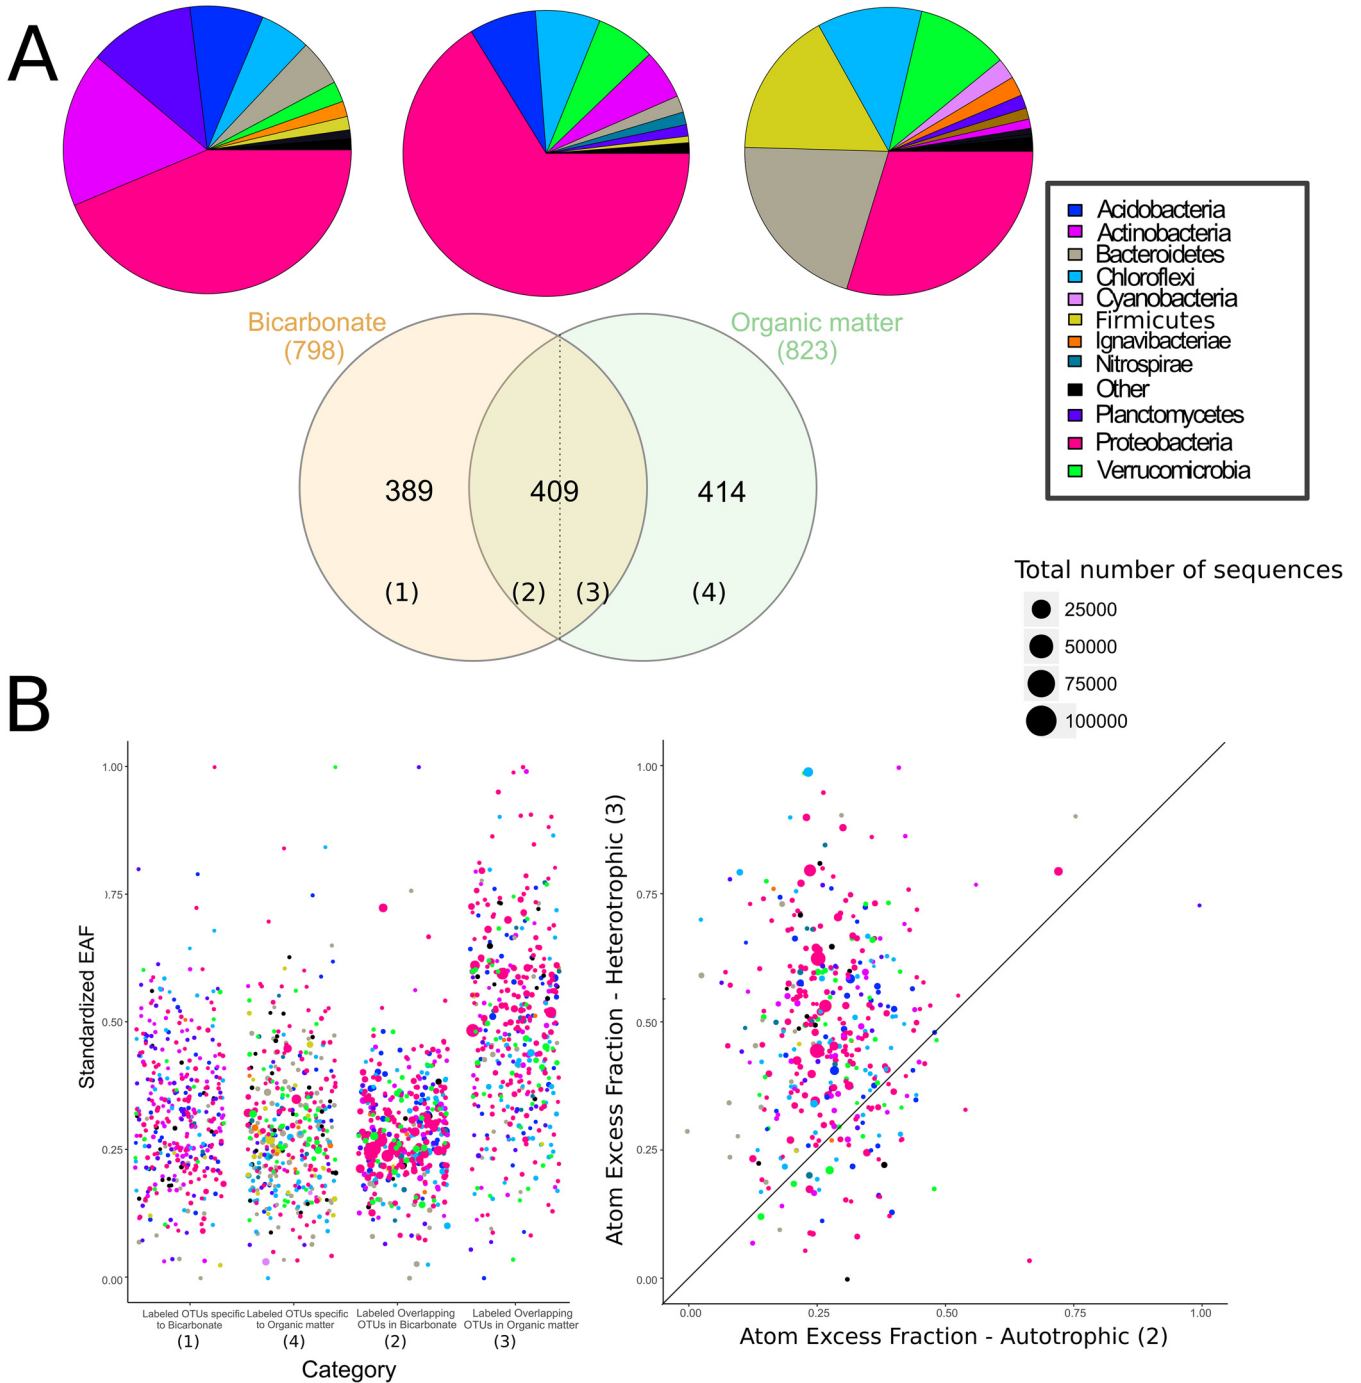 A
Acidobacteria
Actinobacteria
Bacteroidetes
Chloroflexi
Cyanobacteria
Firmicutes
Ignavibacteriae
Nitrospirae
Other
Planctomycetes
Proteobacteria
Verrucomicrobia
Bicarbonate
(798)
Organic matter
(823)
389
409
414
(1)
(2)
(3)
(4)
Total number of sequences
25000
50000
75000
100000
B
Standardized EAF
1.00
0.75
0.50
0.25
0.00
Labeled OTUs specific
to Bicarbonate
(1)
Labeled OTUs specific
to Organic matter
(4)
Labeled Overlapping
OTUs in Bicarbonate
(2)
Labeled Overlapping
OTUs in Organic matter
(3)
Category
Atom Excess Fraction - Heterotrophic (3)
1.00
0.75
0.50
0.25
0.00
0.00
0.25
0.50
0.75
1.00
Atom Excess Fraction - Autotrophic (2)